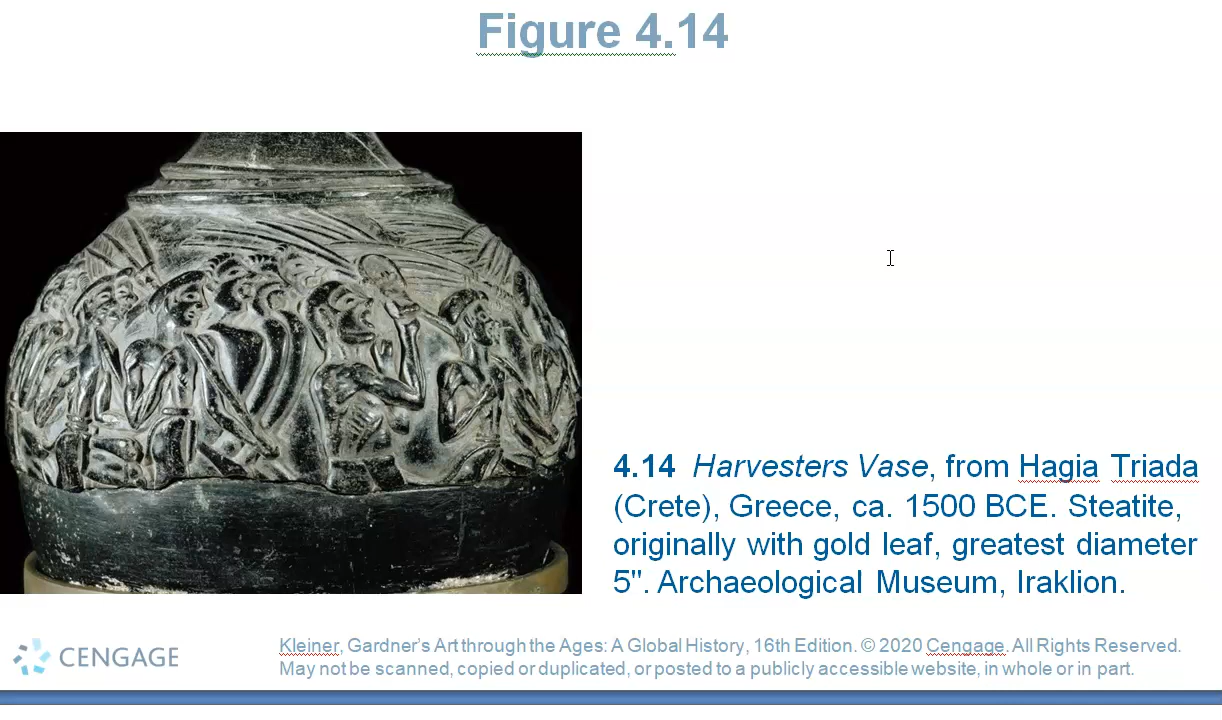 Figure 4.14
4.14 Harvesters Vase, from Hagia Triada
(Crete), Greece, ca. 1500 BCE. Steatite,
originally with gold leaf, greatest diameter
5". Archaeological Museum, Iraklion.
CENGAGE
Kleiner, Gardner's Art through the Ages: A Global History, 16th Edition. © 2020 Cengage. All Rights Reserved.
May not be scanned, copied or duplicated, or posted to a publicly accessible website, in whole or in part.